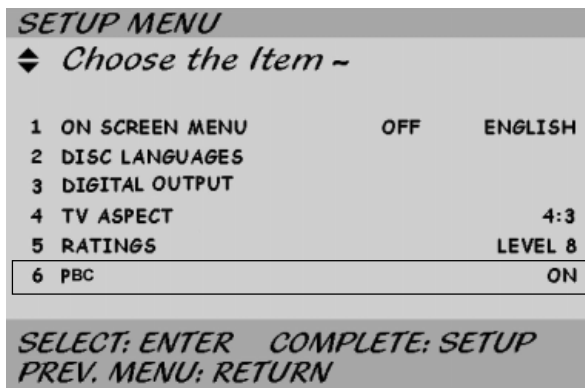 SETUP MENU
Choose the Item ~
1 ON SCREEN MENU OFF ENGLISH
2 DISC LANGUAGES
3 DIGITAL OUTPUT
4 TV ASPECT 4:3
5 RATINGS LEVEL 8
6 PBC ON
SELECT: ENTER COMPLETE: SETUP
PREV. MENU: RETURN